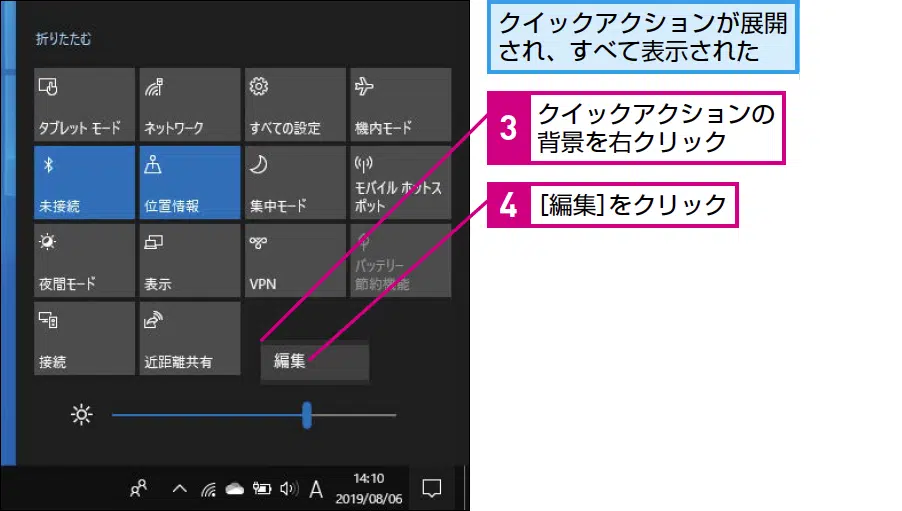 折りたたむ
タブレット モード
ネットワーク
すべての設定
機内モード
未接続
位置情報
集中モード
モバイル ホットス
ポット
夜間モード
表示
VPN
バッテリー
節約機能
接続
近距離共有
編集
A
14:10
2019/08/06
クイックアクションが展開
され、すべて表示された
3
クイックアクションの
背景を右クリック
4
[編集]をクリック